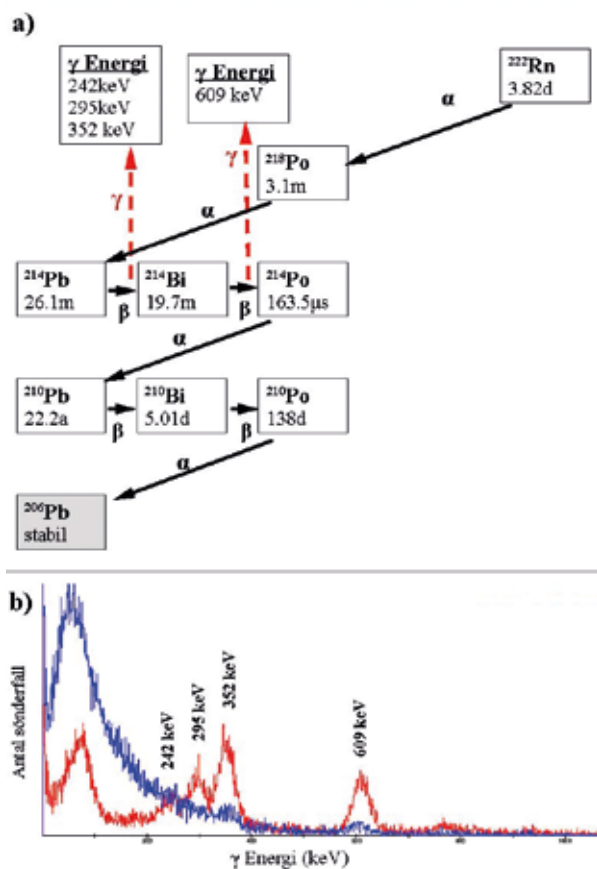 a)
γ Energi
242keV
295keV
352 keV
γ Energi
609 keV
²²²Rn
3.82d
α
²¹⁸Po
3.1m
γ
γ
α
²¹⁴Pb
26.1m
β
²¹⁴Bi
19.7m
β
²¹⁴Po
163.5µs
α
²¹⁰Pb
22.2a
β
²¹⁰Bi
5.01d
β
²¹⁰Po
138d
α
²⁰⁶Pb
stabil
b)
Antal sönderfall
242 keV
295 keV
352 keV
609 keV
γ Energi (keV)